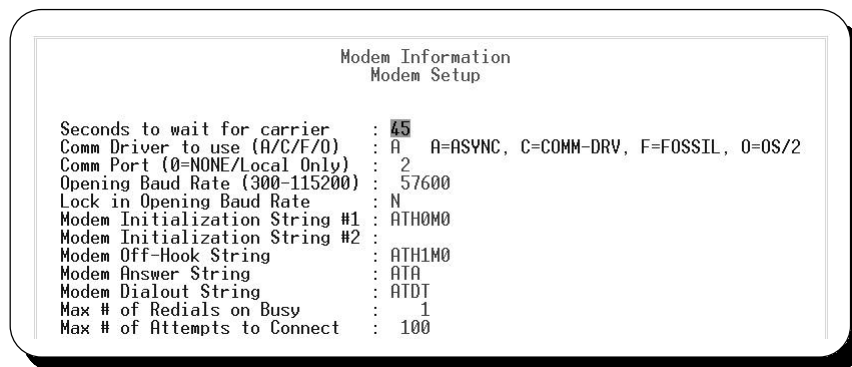 Modem Information
Modem Setup
Seconds to wait for carrier : 45
Comm Driver to use (A/C/F/O) : A A=ASYNC, C=COMM-DRV, F=FOSSIL, O=OS/2
Comm Port (0=NONE/Local Only) : 2
Opening Baud Rate (300-115200) : 57600
Lock in Opening Baud Rate : N
Modem Initialization String #1 : ATH0M0
Modem Initialization String #2 :
Modem Off-Hook String : ATH1M0
Modem Answer String : ATA
Modem Dialout String : ATDT
Max # of Redials on Busy : 1
Max # of Attempts to Connect : 100